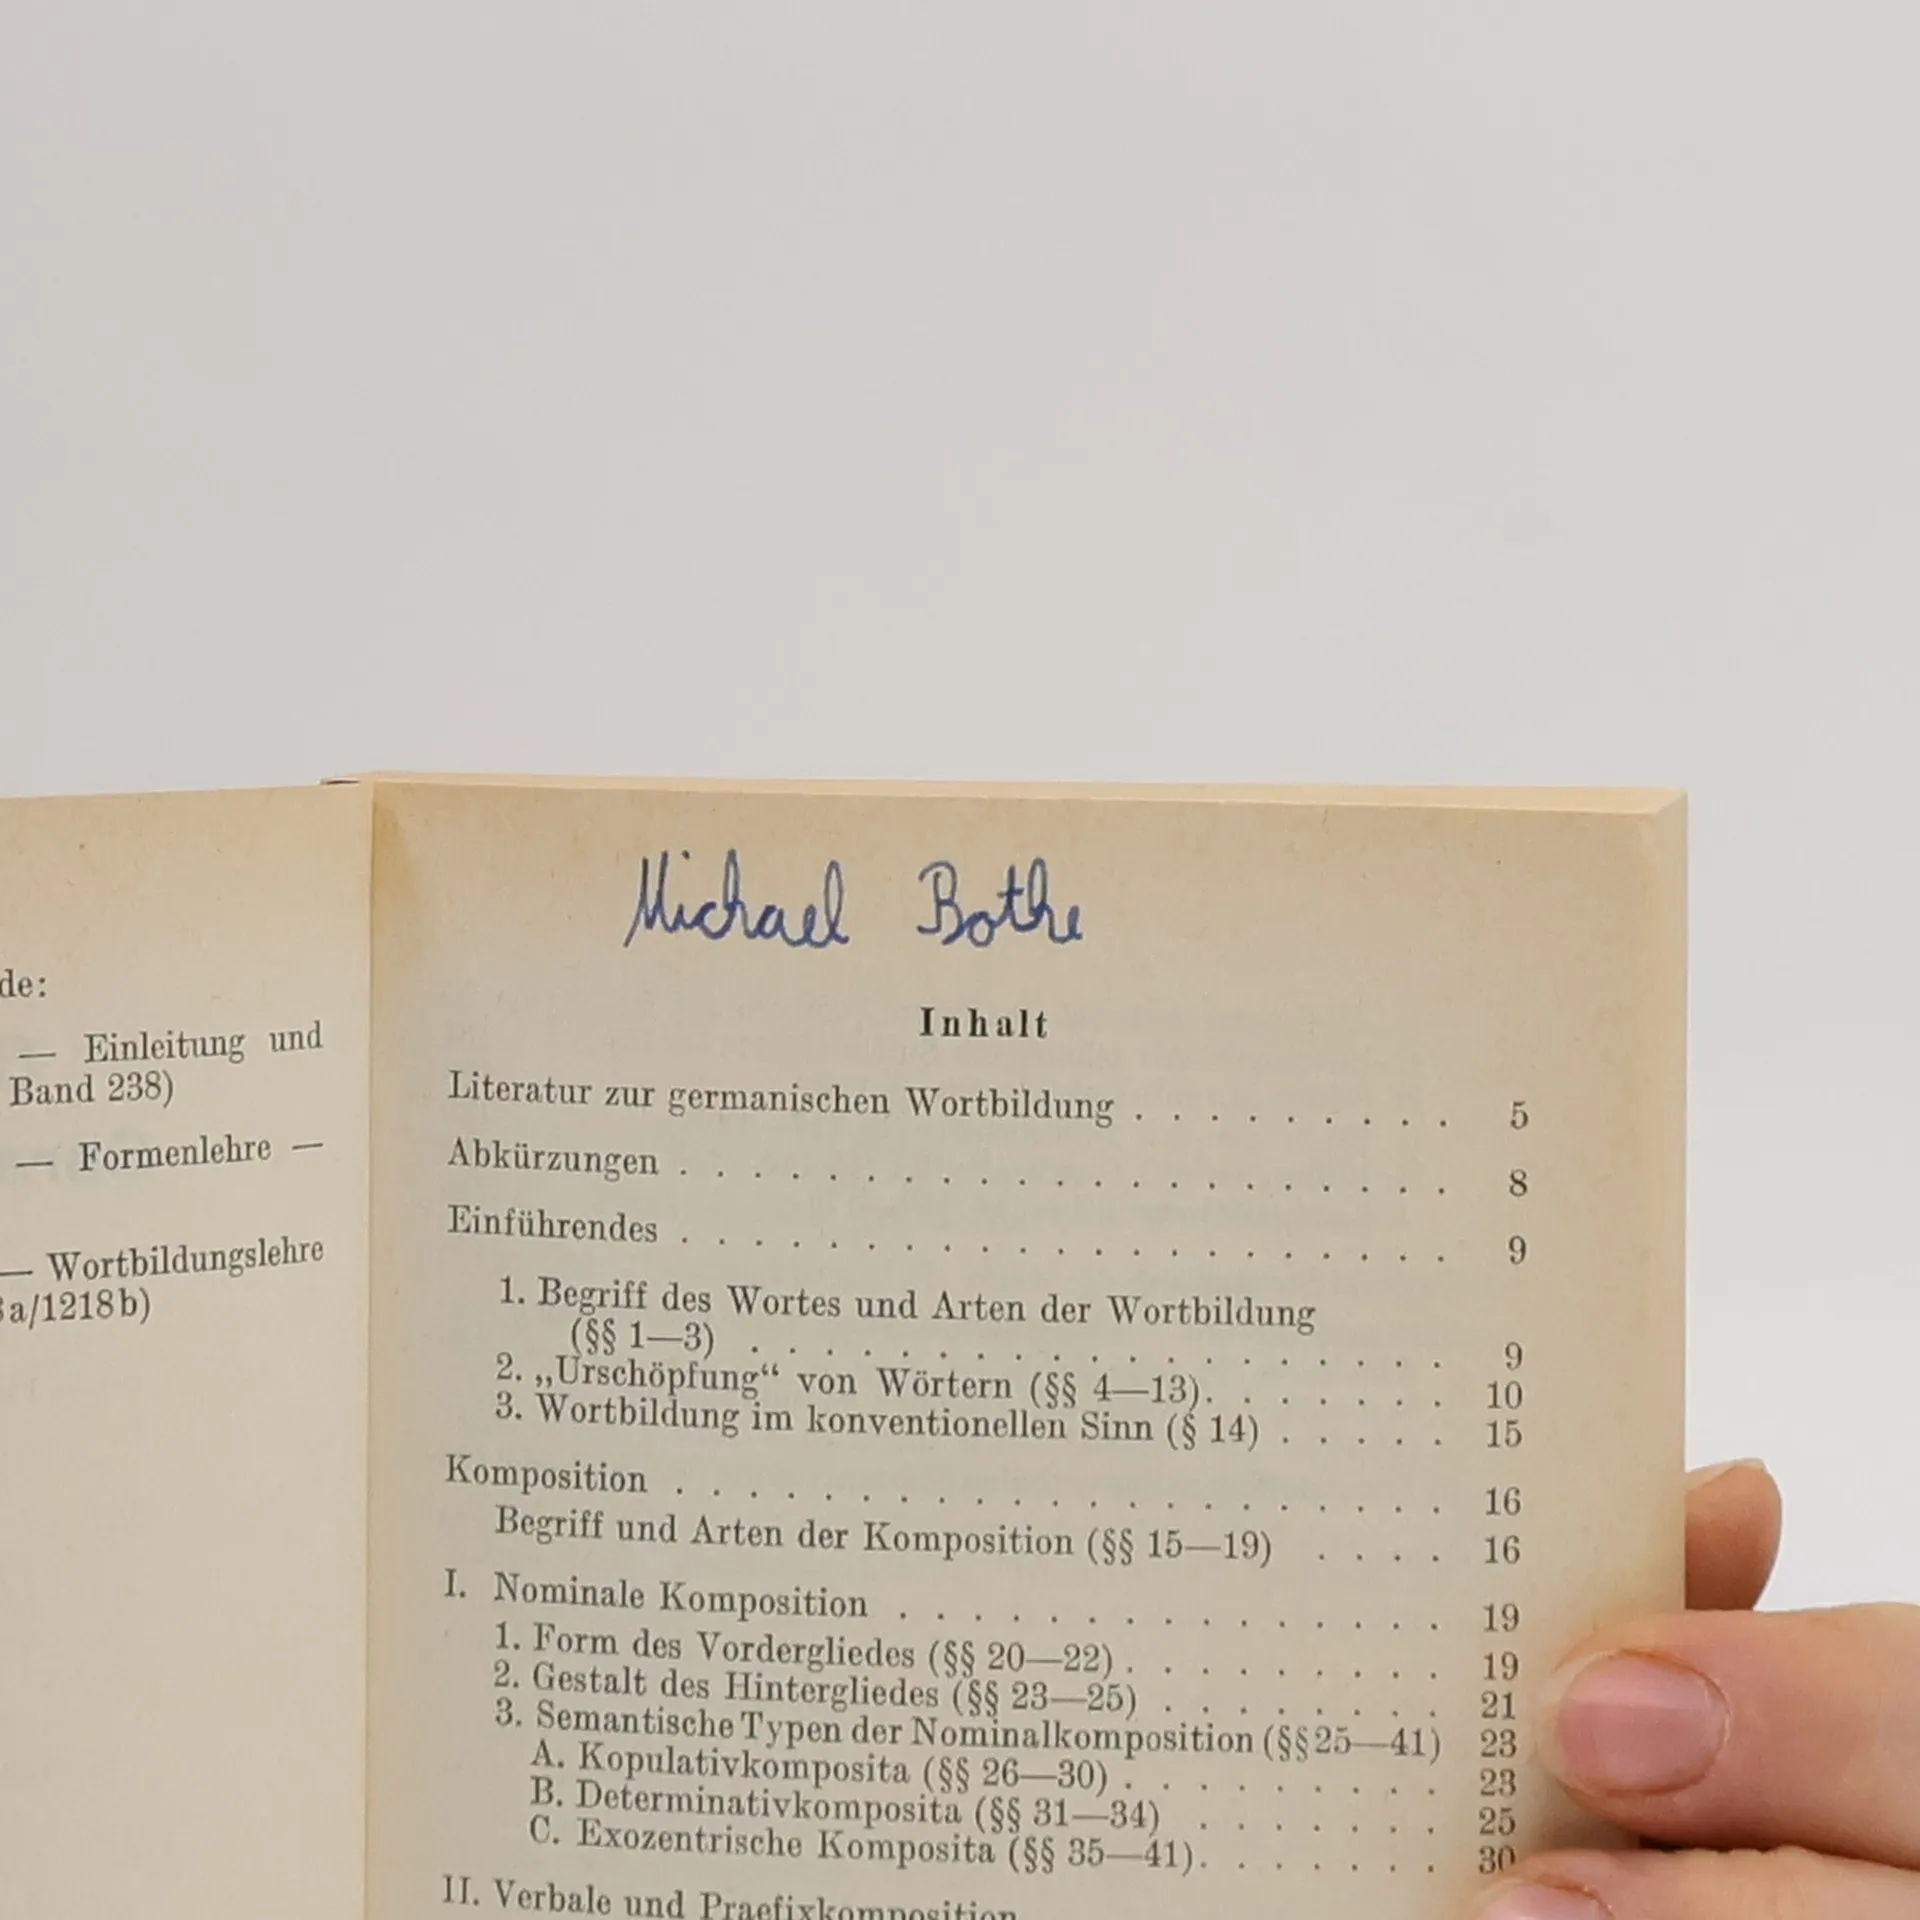 de:
— Einleitung und
Band 238)
— Formenlehre —
— Wortbildungslehre
a/1218b)
Michael Bothe
Inhalt
Literatur zur germanischen Wortbildung . . . . . . . . . 5
Abkürzungen . . . . . . . . . . . . . . . . . . . . . 8
Einführendes . . . . . . . . . . . . . . . . . . . . . 9
1. Begriff des Wortes und Arten der Wortbildung
(§§ 1—3) . . . . . . . . . . . . . . . . . . . 9
2. „Urschöpfung“ von Wörtern (§§ 4—13). . . . . . . 10
3. Wortbildung im konventionellen Sinn (§ 14) . . . . . 15
Komposition . . . . . . . . . . . . . . . . . . . . . 16
Begriff und Arten der Komposition (§§ 15—19) . . . . 16
I. Nominale Komposition . . . . . . . . . . . . . . . 19
1. Form des Vordergliedes (§§ 20—22) . . . . . . . . . 19
2. Gestalt des Hintergliedes (§§ 23—25) . . . . . . . . 21
3. Semantische Typen der Nominalkomposition (§§ 25—41) 23
A. Kopulativkomposita (§§ 26—30) . . . . . . . . . 23
B. Determinativkomposita (§§ 31—34) . . . . . . . 25
C. Exozentrische Komposita (§§ 35—41). . . . . . . 30
II. Verbale und Praefixkomposition